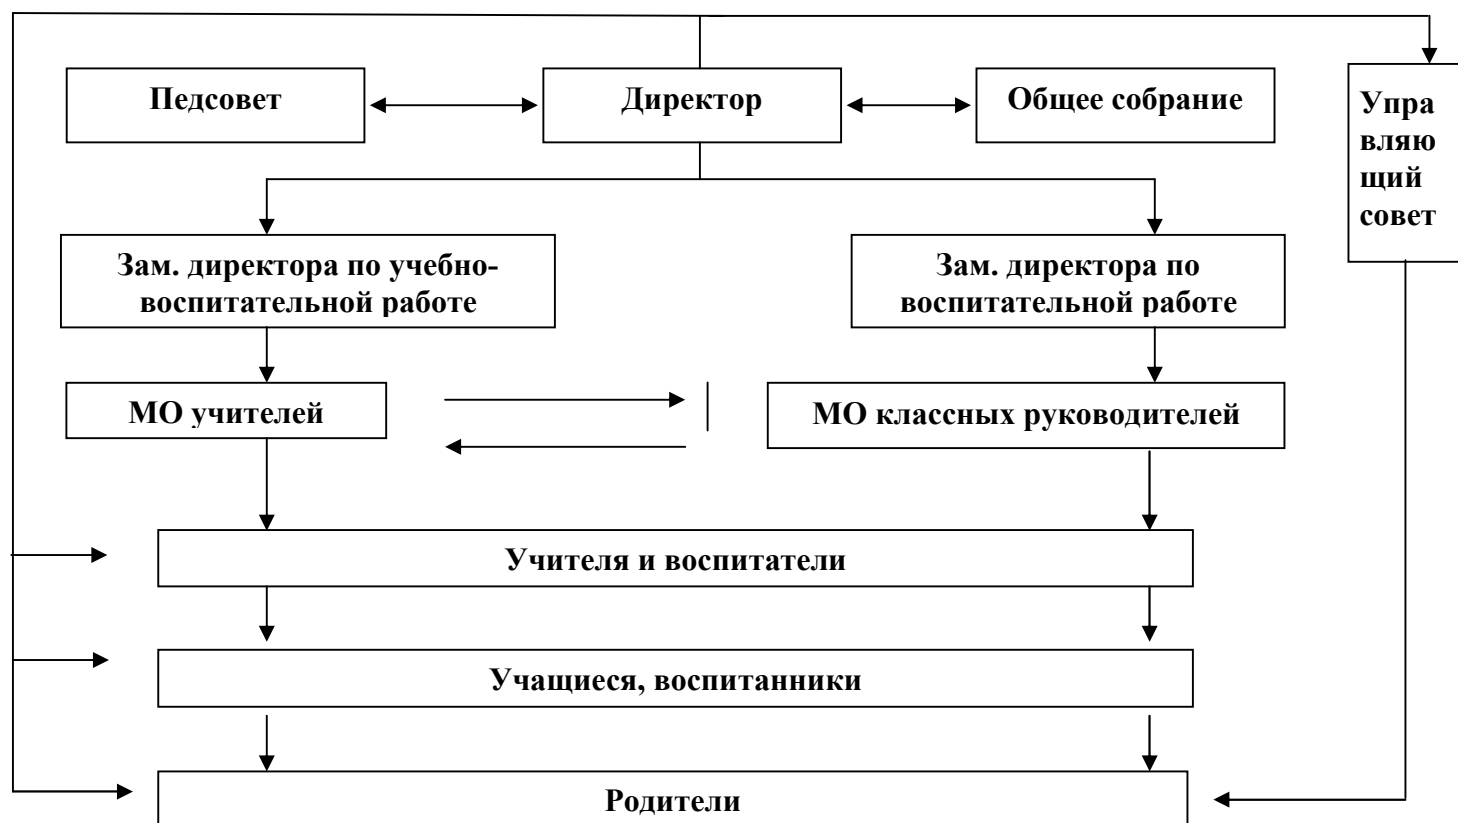 Педсовет
Директор
Общее собрание
Упра
вляю
щий
совет
Зам. директора по учебно-
воспитательной работе
Зам. директора по
воспитательной работе
МО учителей
МО классных руководителей
Учителя и воспитатели
Учащиеся, воспитанники
Родители